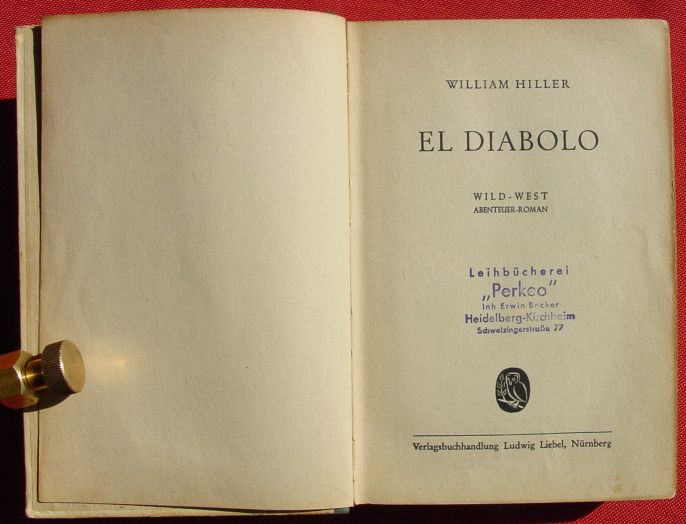 WILLIAM HILLER
EL DIABOLO
WILD-WEST
ABENTEUER-ROMAN
Leihbücherei
„Perkeo“
Inh Erwin Becker
Heidelberg-Kirchheim
Schwetzingerstraße 77
Verlagsbuchhandlung Ludwig Liebel, Nürnberg